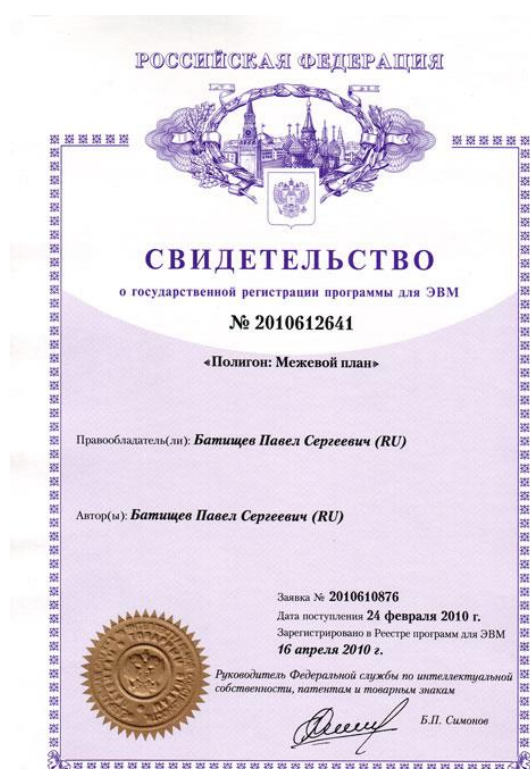 РОССИЙСКАЯ ФЕДЕРАЦИЯ
СВИДЕТЕЛЬСТВО
о государственной регистрации программы для ЭВМ
№ 2010612641
«Полигон: Межевой план»
Правообладатель(ли): Батищев Павел Сергеевич (RU)
Автор(ы): Батищев Павел Сергеевич (RU)
Заявка № 2010610876
Дата поступления 24 февраля 2010 г.
Зарегистрировано в Реестре программ для ЭВМ
16 апреля 2010 г.
Руководитель Федеральной службы по интеллектуальной
собственности, патентам и товарным знакам
Б.П. Симонов